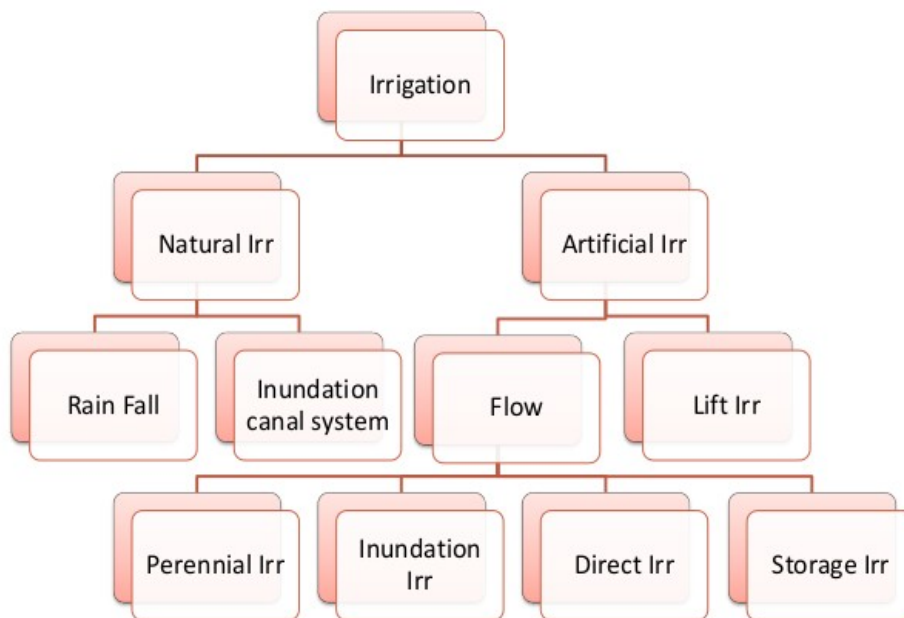 Irrigation
Natural Irr
Artificial Irr
Rain Fall
Inundation
canal system
Flow
Lift Irr
Perennial Irr
Inundation
Irr
Direct Irr
Storage Irr